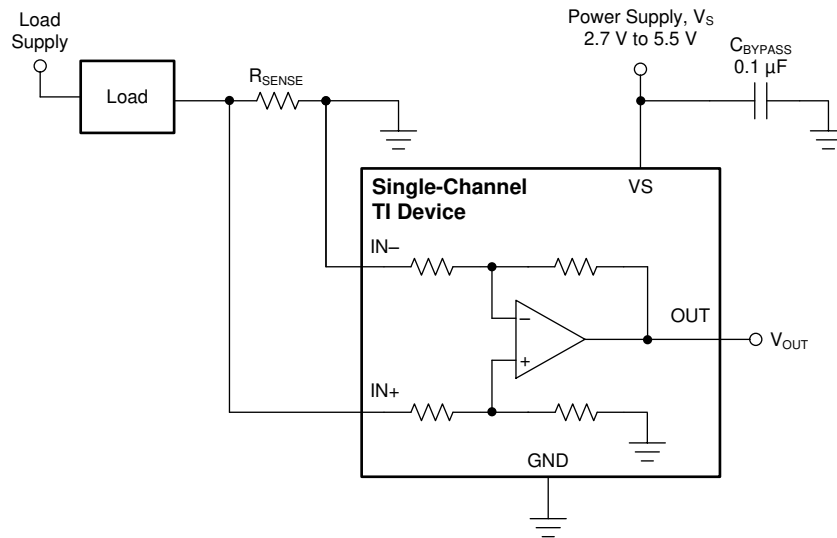 Load
Supply
Load
R_SENSE
Power Supply, V_S
2.7 V to 5.5 V
C_BYPASS
0.1 µF
Single-Channel
TI Device
VS
IN–
–
OUT
V_OUT
+
IN+
GND